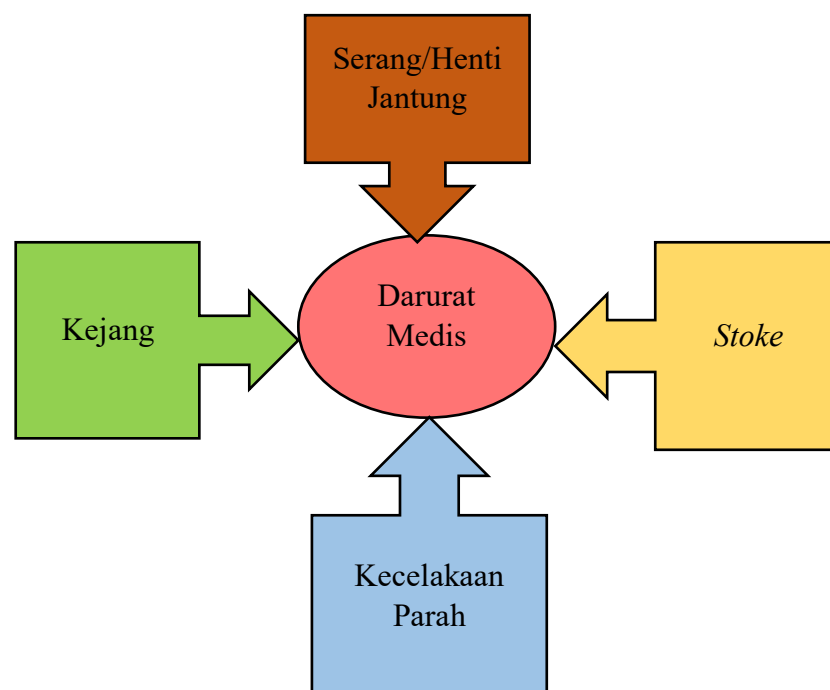 Serang/Henti
Jantung
Kejang
Darurat
Medis
Stoke
Kecelakaan
Parah